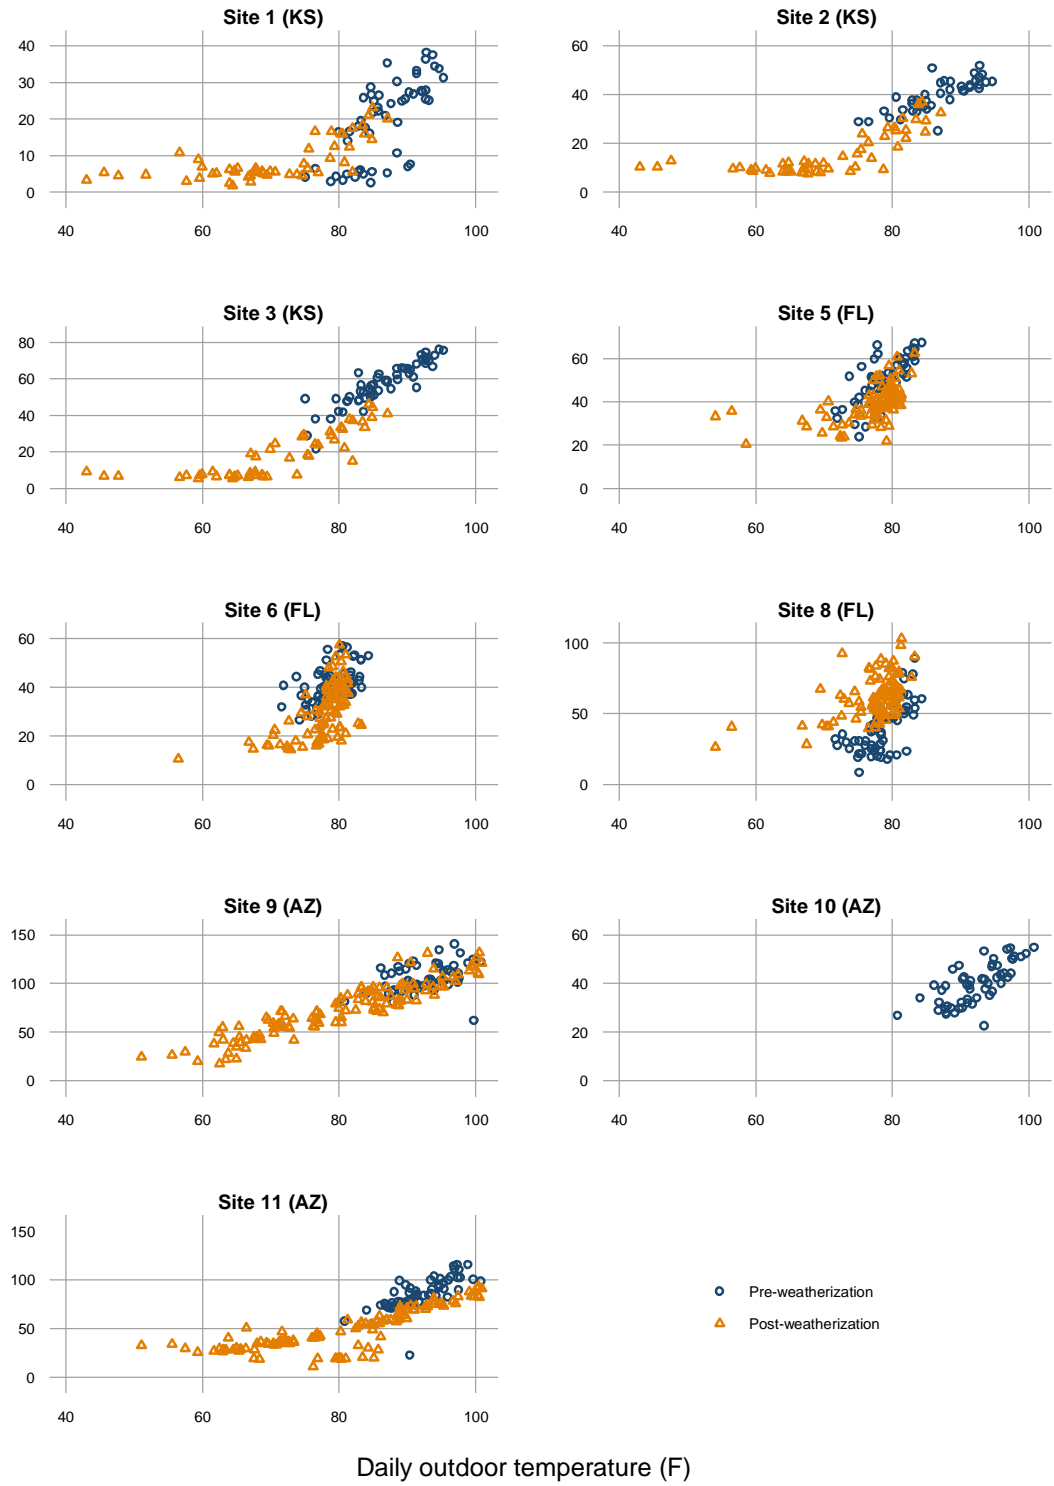 Site 1 (KS)
40
30
20
10
0
40 60 80 100
Site 2 (KS)
60
40
20
0
40 60 80 100
Site 3 (KS)
80
60
40
20
0
40 60 80 100
Site 5 (FL)
60
40
20
0
40 60 80 100
Site 6 (FL)
60
40
20
0
40 60 80 100
Site 8 (FL)
100
50
0
40 60 80 100
Site 9 (AZ)
150
100
50
0
40 60 80 100
Site 10 (AZ)
60
40
20
0
40 60 80 100
Site 11 (AZ)
150
100
50
0
40 60 80 100
Pre-weatherization
Post-weatherization
Daily outdoor temperature (F)